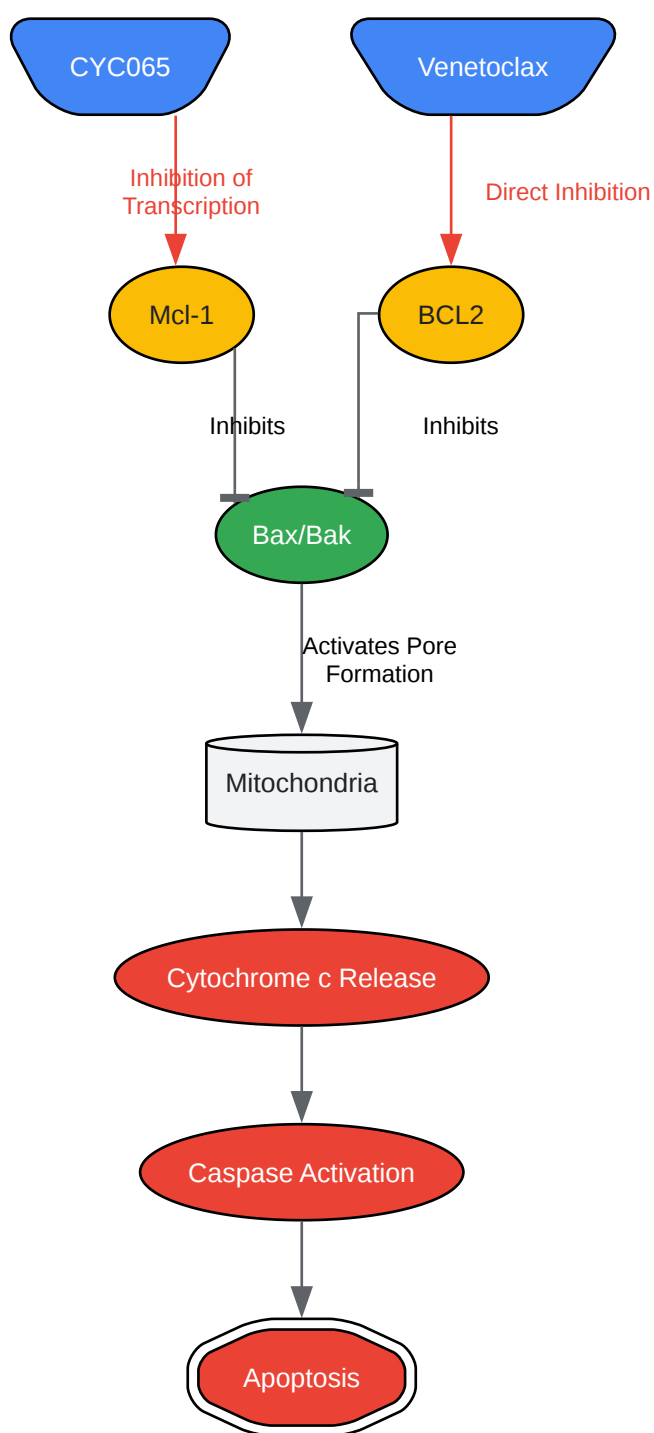 CYC065
Venetoclax
Inhibition of
Transcription
Direct Inhibition
Mcl-1
BCL2
Inhibits
Inhibits
Bax/Bak
Activates Pore
Formation
Mitochondria
Cytochrome c Release
Caspase Activation
Apoptosis